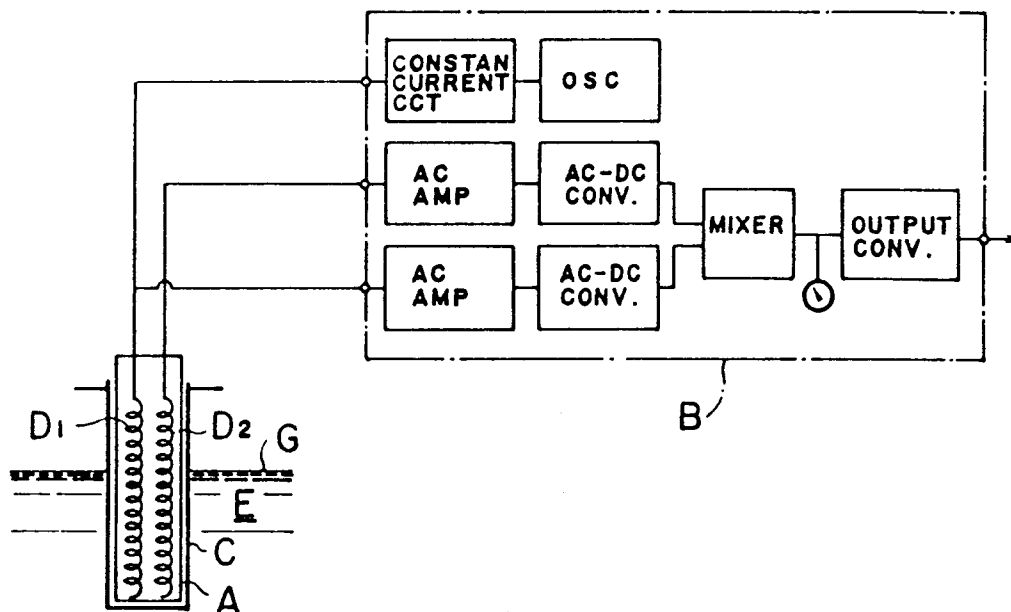 CONSTAN
CURRENT
CCT
OSC
AC
AMP
AC-DC
CONV.
MIXER
OUTPUT
CONV.
AC
AMP
AC-DC
CONV.
B
D1
D2
G
E
C
A